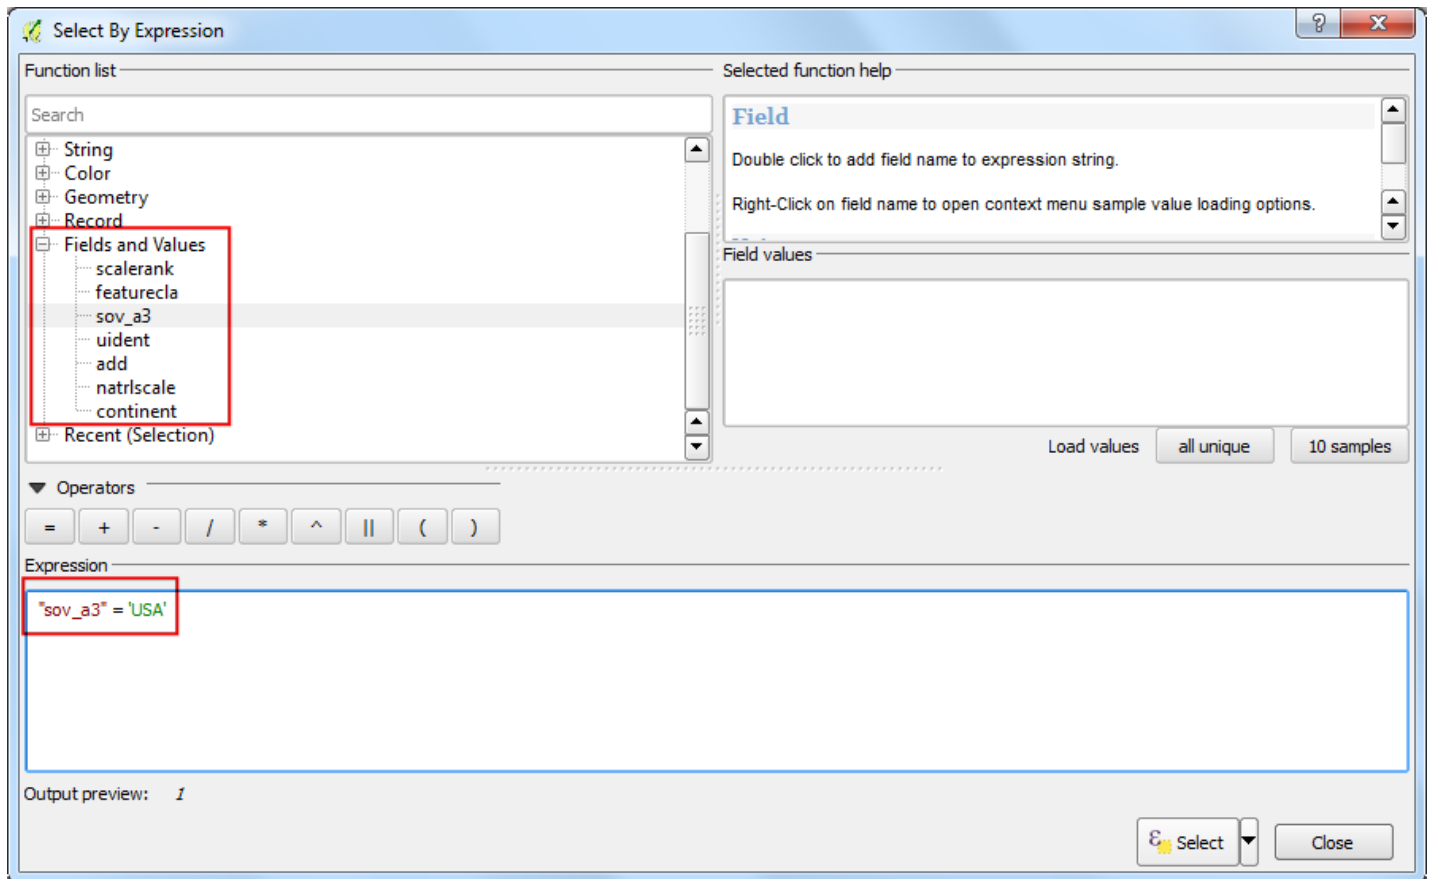 Select By Expression
?
X
Function list
Selected function help
Search
Field
Double click to add field name to expression string.
Right-Click on field name to open context menu sample value loading options.
String
Color
Geometry
Record
Fields and Values
scalerank
featurecla
sov_a3
uident
add
natrlscale
continent
Recent (Selection)
Field values
Load values
all unique
10 samples
Operators
= + - / * ^ || ( )
Expression
"sov_a3" = 'USA'
Output preview: 1
ε Select
Close